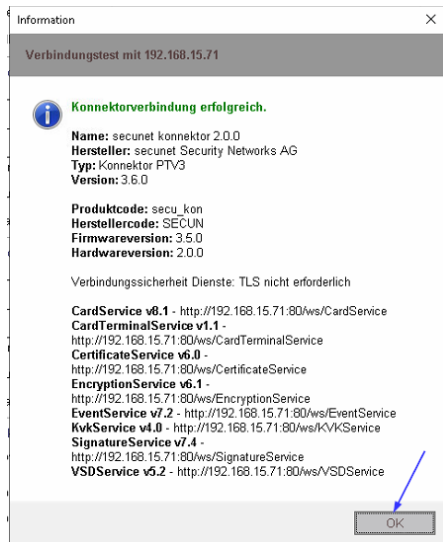 Information
Verbindungstest mit 192.168.15.71
Konnektorverbindung erfolgreich.
Name: secunet konnektor 2.0.0
Hersteller: secunet Security Networks AG
Typ: Konnektor PTV3
Version: 3.6.0
Produktcode: secu_kon
Herstellercode: SECUN
Firmwareversion: 3.5.0
Hardwareversion: 2.0.0
Verbindungssicherheit Dienste: TLS nicht erforderlich
CardService v8.1 - http://192.168.15.71:80/ws/CardService
CardTerminalService v1.1 -
http://192.168.15.71:80/ws/CardTerminalService
CertificateService v6.0 -
http://192.168.15.71:80/ws/CertificateService
EncryptionService v6.1 -
http://192.168.15.71:80/ws/EncryptionService
EventService v7.2 - http://192.168.15.71:80/ws/EventService
KvkService v4.0 - http://192.168.15.71:80/ws/KVKService
SignatureService v7.4 -
http://192.168.15.71:80/ws/SignatureService
VSDService v5.2 - http://192.168.15.71:80/ws/VSDService
OK